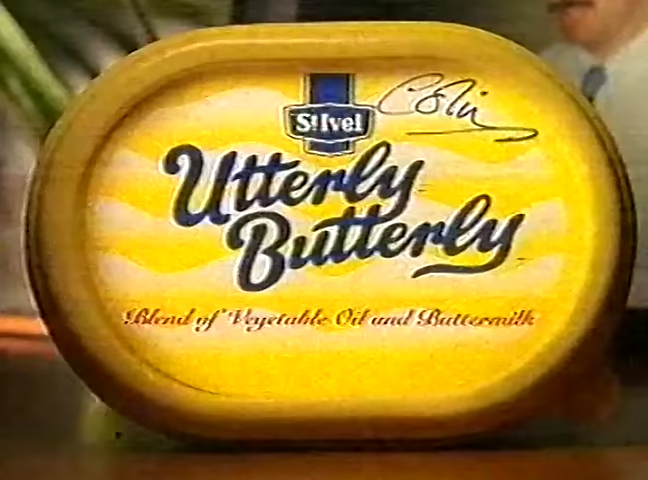 St Ivel
Colin
Utterly
Butterly
Blend of Vegetable Oil and Buttermilk